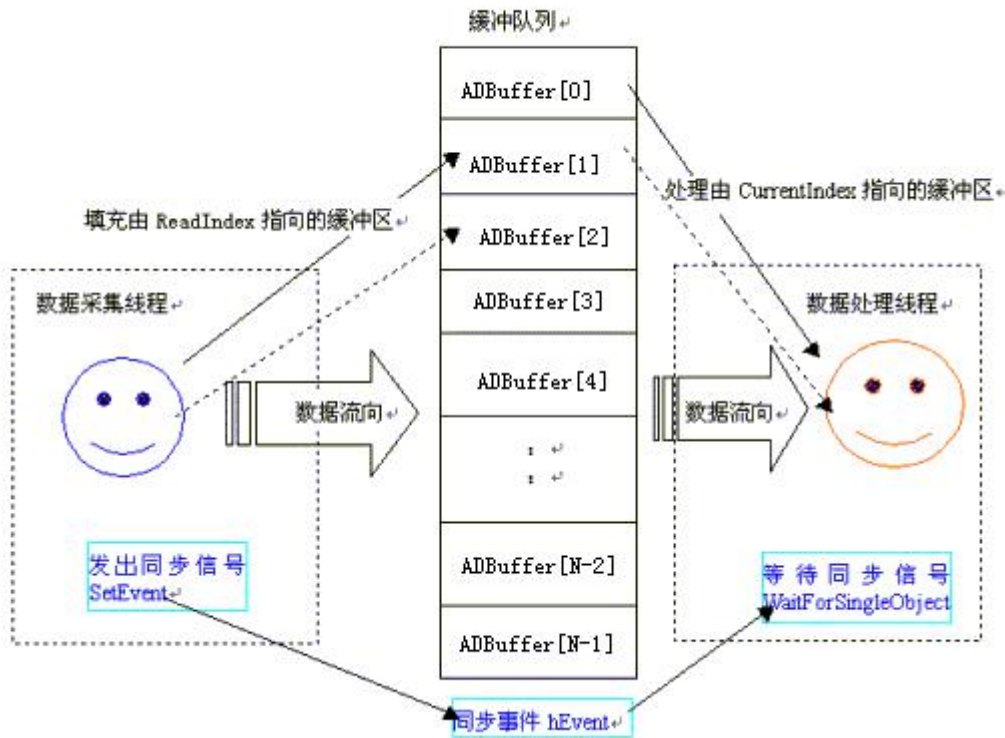 缓冲队列
ADBuffer[0]
ADBuffer[1]
处理由 CurrentIndex 指向的缓冲区
填充由 ReadIndex 指向的缓冲区
ADBuffer[2]
数据采集线程
ADBuffer[3]
数据处理线程
ADBuffer[4]
数据流向
数据流向
:
:
发出同步信号
SetEvent
ADBuffer[N-2]
等待同步信号
WaitForSingleObject
ADBuffer[N-1]
同步事件 hEvent